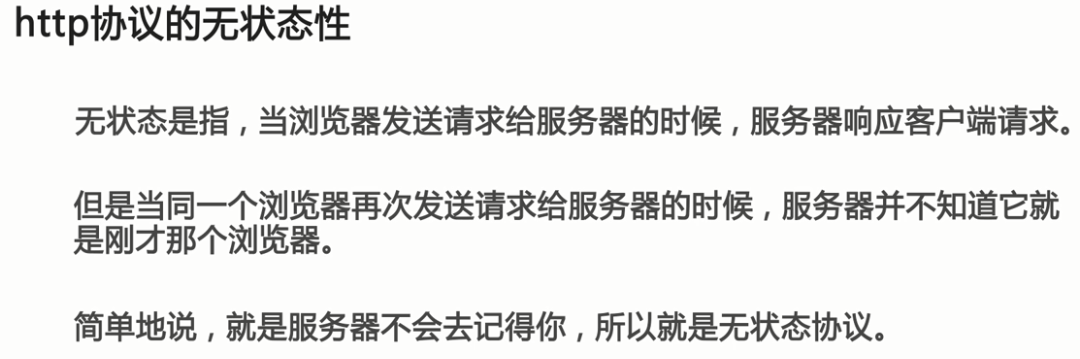 http协议的无状态性
无状态是指，当浏览器发送请求给服务器的时候，服务器响应客户端请求。
但是当同一个浏览器再次发送请求给服务器的时候，服务器并不知道它就
是刚才那个浏览器。
简单地说，就是服务器不会去记得你，所以就是无状态协议。